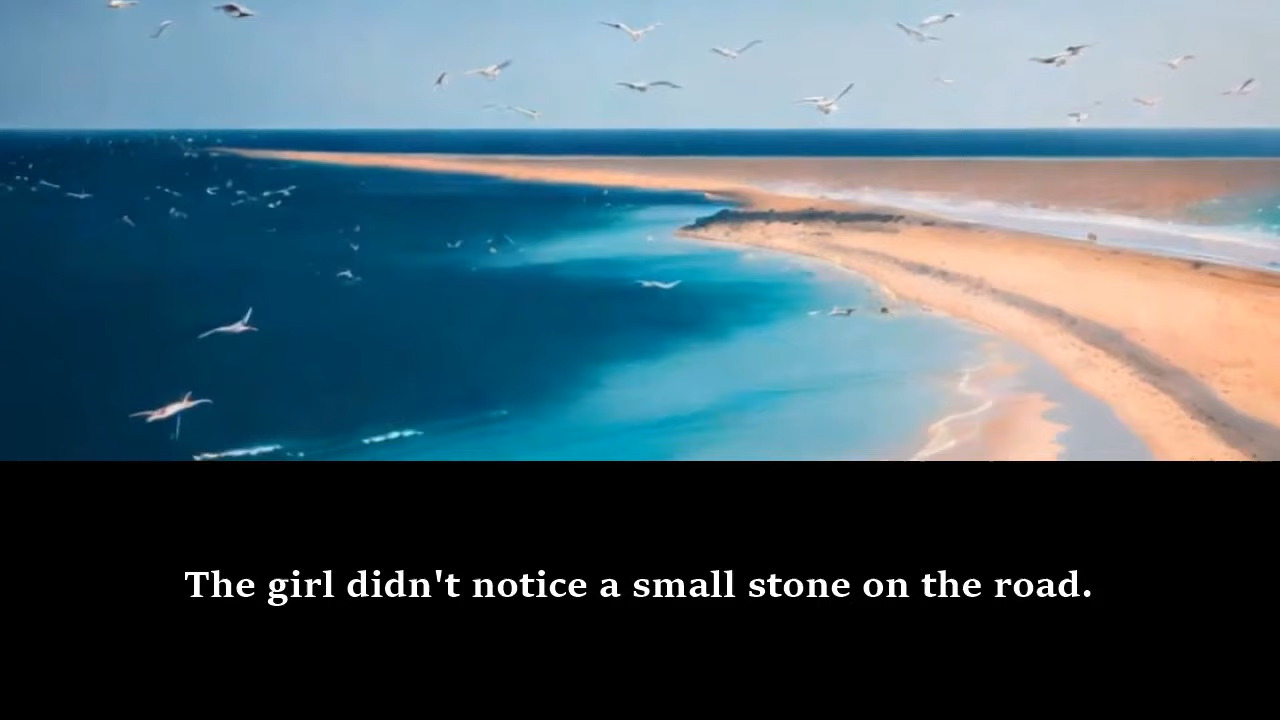 The girl didn't notice a small stone on the road.